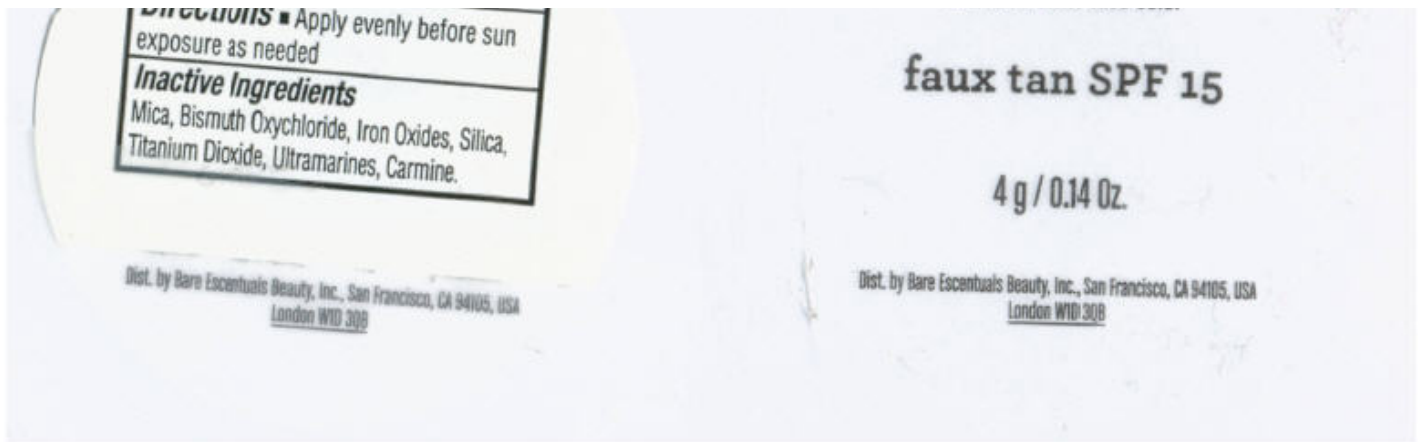 Directions ■ Apply evenly before sun
exposure as needed
Inactive Ingredients
Mica, Bismuth Oxychloride, Iron Oxides, Silica,
Titanium Dioxide, Ultramarines, Carmine.
Dist. by Bare Escentuals Beauty, Inc., San Francisco, CA 94105, USA
London W1D 3QB
faux tan SPF 15
4 g / 0.14 Oz.
Dist. by Bare Escentuals Beauty, Inc., San Francisco, CA 94105, USA
London W1D 3QB